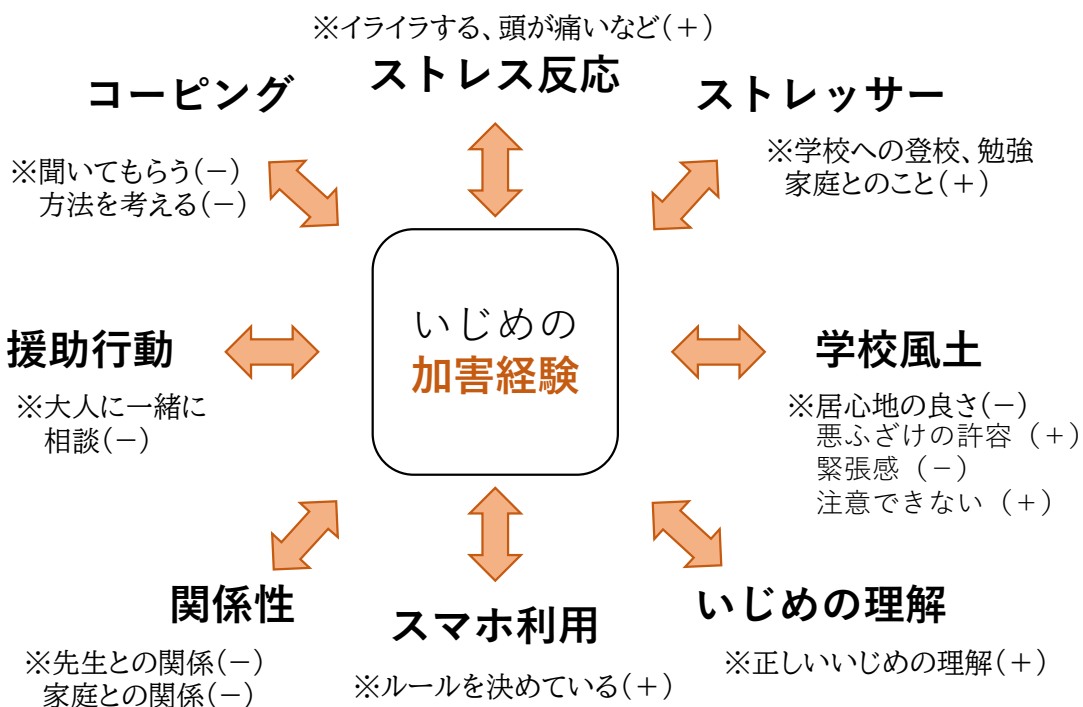 ※イライラする、頭が痛いなど(+)
ストレス反応
コーピング
※聞いてもらう(-)
方法を考える(-)
ストレッサー
※学校への登校、勉強
家庭とのこと(+)
いじめの
加害経験
援助行動
※大人に一緒に
相談(-)
学校風土
※居心地の良さ(-)
悪ふざけの許容(+)
緊張感(-)
注意できない(+)
関係性
※先生との関係(-)
家庭との関係(-)
スマホ利用
※ルールを決めている(+)
いじめの理解
※正しいいじめの理解(+)